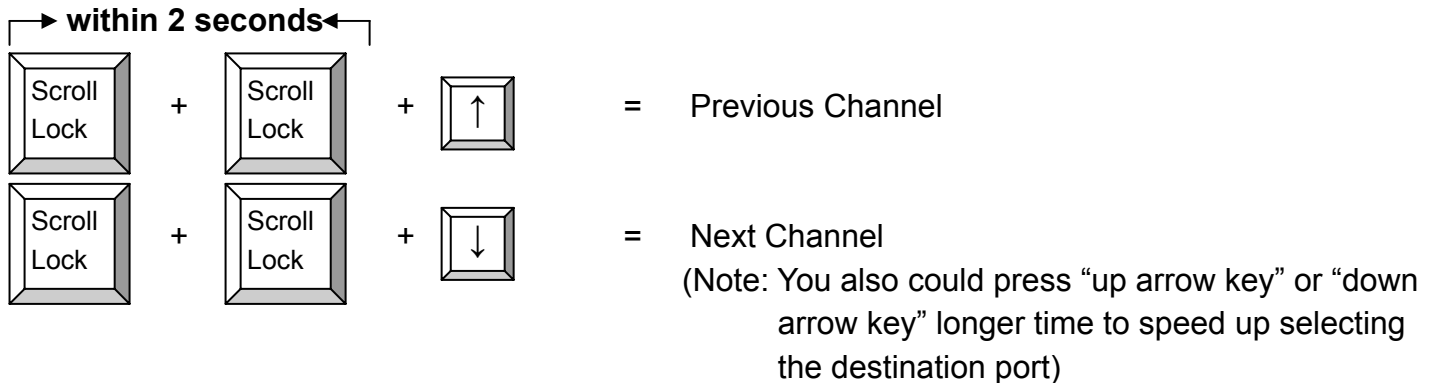 within 2 seconds
Scroll Lock + Scroll Lock + ↑ = Previous Channel
Scroll Lock + Scroll Lock + ↓ = Next Channel
(Note: You also could press “up arrow key” or “down
arrow key” longer time to speed up selecting
the destination port)